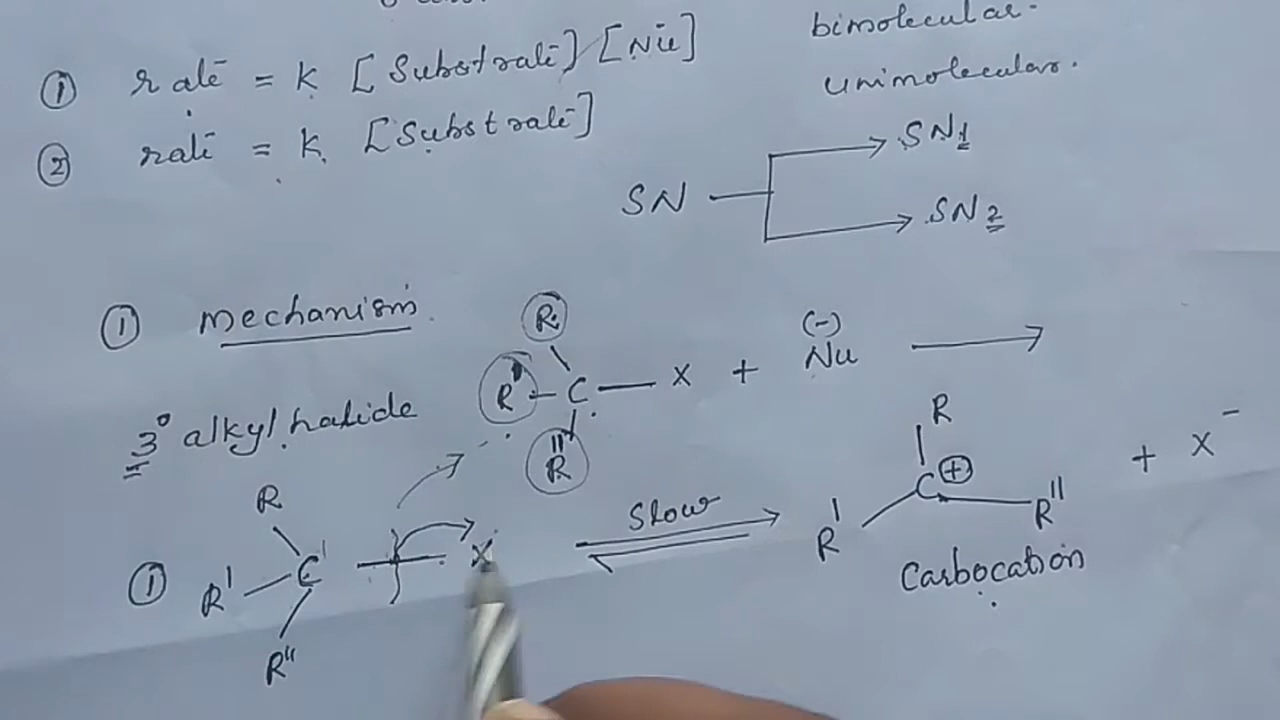 ① rate = k [Substrate] [Nu]
bimolecular.
② rate = k [Substrate]
unimolecular.
SN → SN1
→ SN2
① mechanism.
3° alkyl halide
R
R' – C — X + Nu (-) →
R''
① R
R' – C — X
R''
Slow
R
C ⊕
R' R'' + X⁻
Carbocation